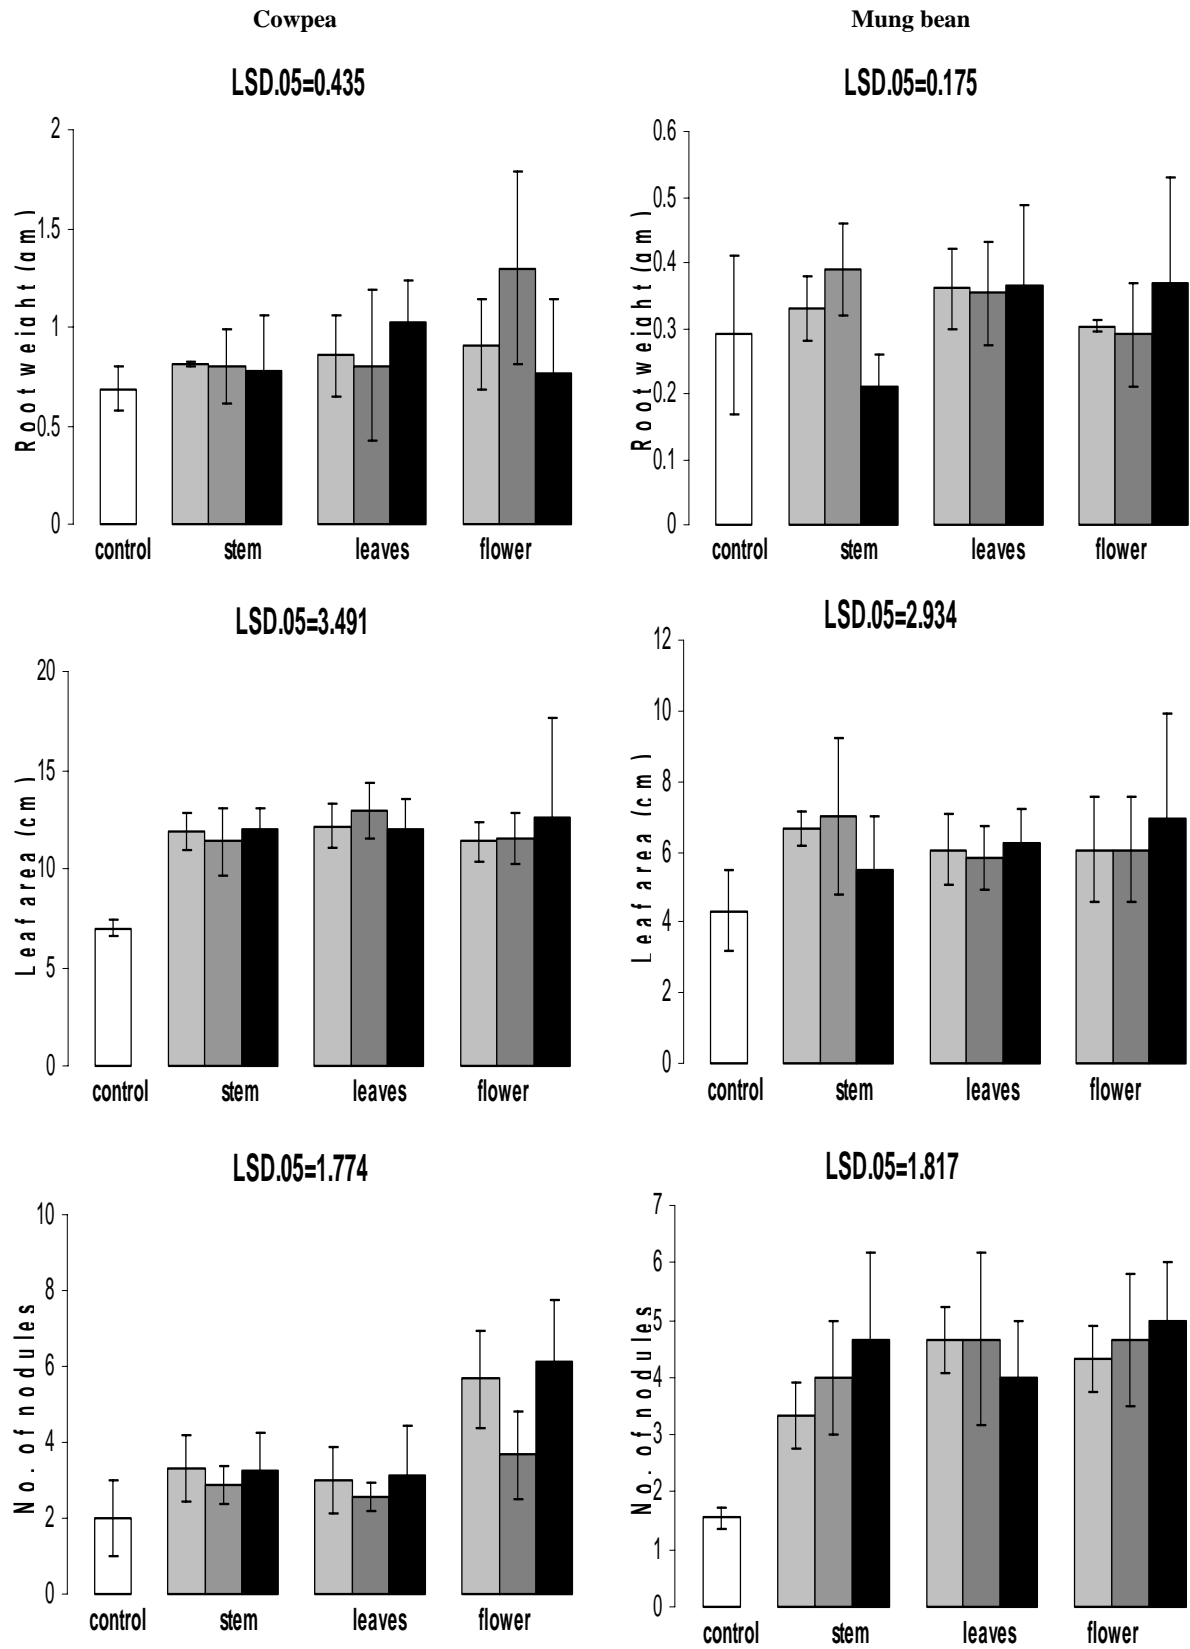 Cowpea
Mung bean
LSD.05=0.435
2
1.5
1
0.5
0
Root weiaht (am)
control stem leaves flower
LSD.05=0.175
0.6
0.5
0.4
0.3
0.2
0.1
0
Root weiaht (am)
control stem leaves flower
LSD.05=3.491
20
15
10
5
0
Leaf area (cm)
control stem leaves flower
LSD.05=2.934
12
10
8
6
4
2
0
Leaf area (cm)
control stem leaves flower
LSD.05=1.774
10
8
6
4
2
0
No. of nodules
control stem leaves flower
LSD.05=1.817
7
6
5
4
3
2
1
0
No. of nodules
control stem leaves flower